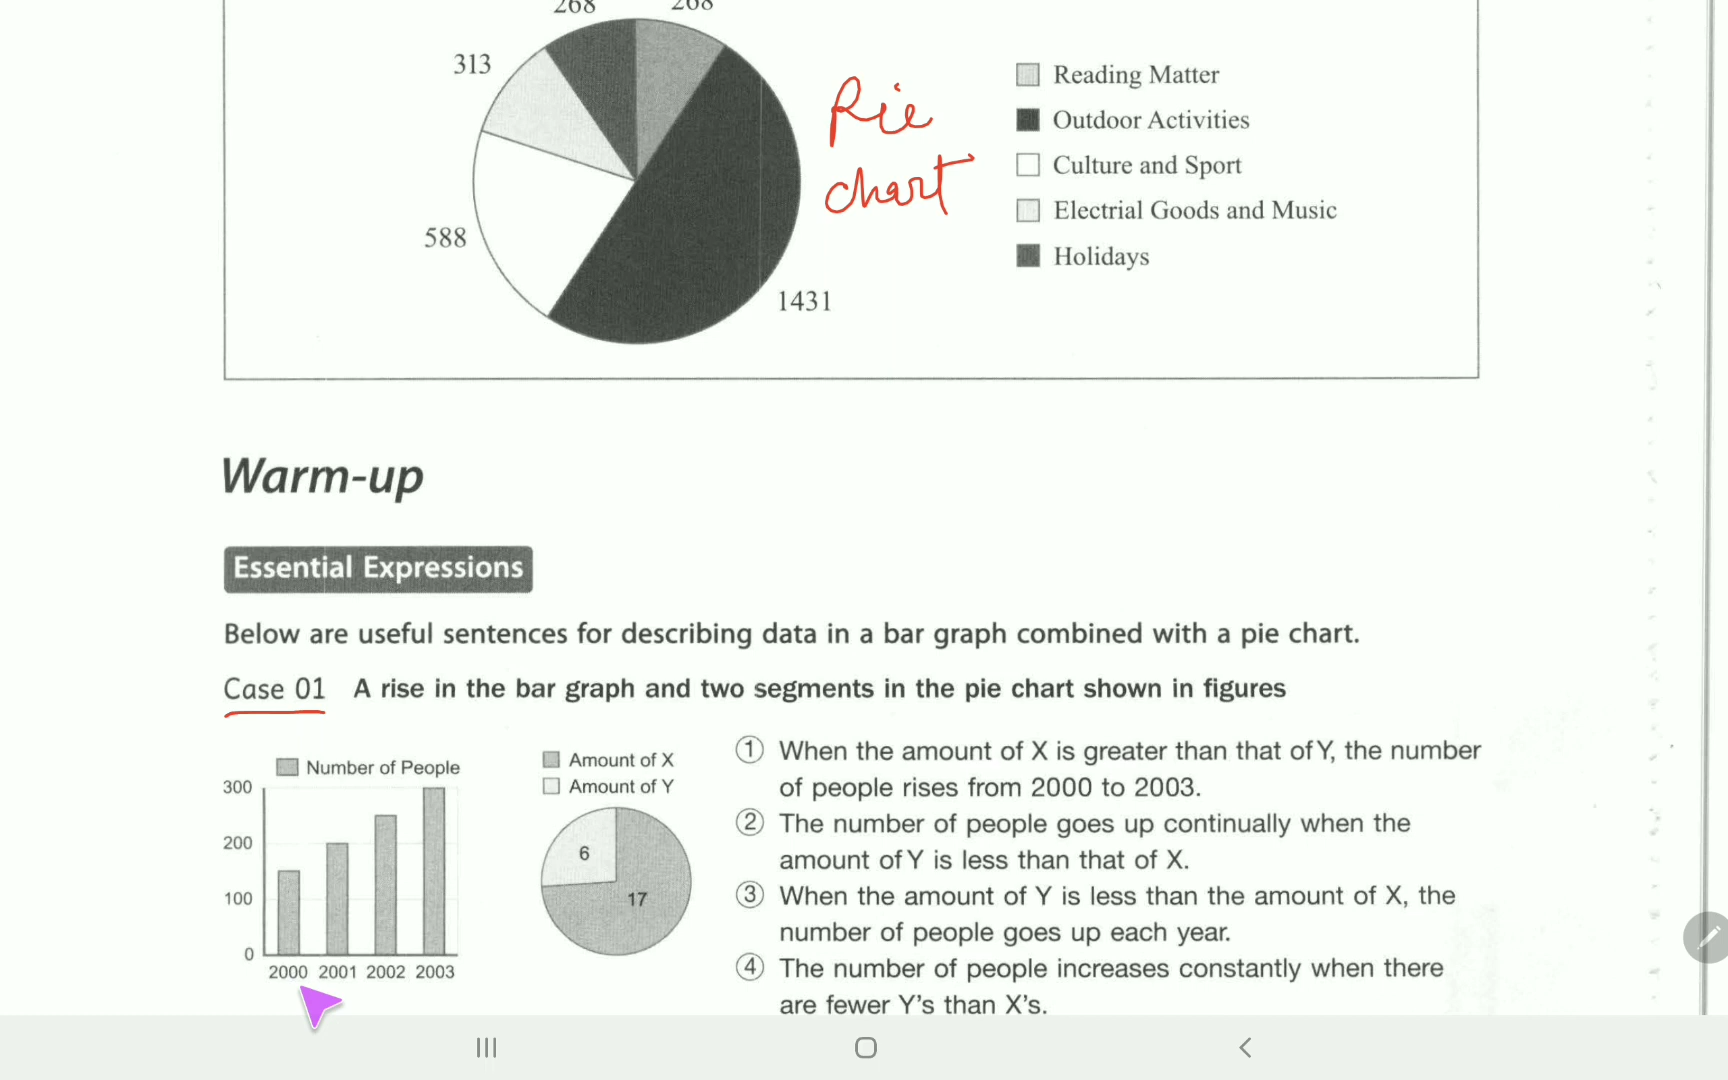 268 268
313
588
1431
Pie
chart
Reading Matter
Outdoor Activities
Culture and Sport
Electrial Goods and Music
Holidays
Warm-up
Essential Expressions
Below are useful sentences for describing data in a bar graph combined with a pie chart.
Case 01 A rise in the bar graph and two segments in the pie chart shown in figures
Number of People
300
200
100
0
2000 2001 2002 2003
Amount of X
Amount of Y
6
17
① When the amount of X is greater than that of Y, the number
of people rises from 2000 to 2003.
② The number of people goes up continually when the
amount of Y is less than that of X.
③ When the amount of Y is less than the amount of X, the
number of people goes up each year.
④ The number of people increases constantly when there
are fewer Y's than X's.